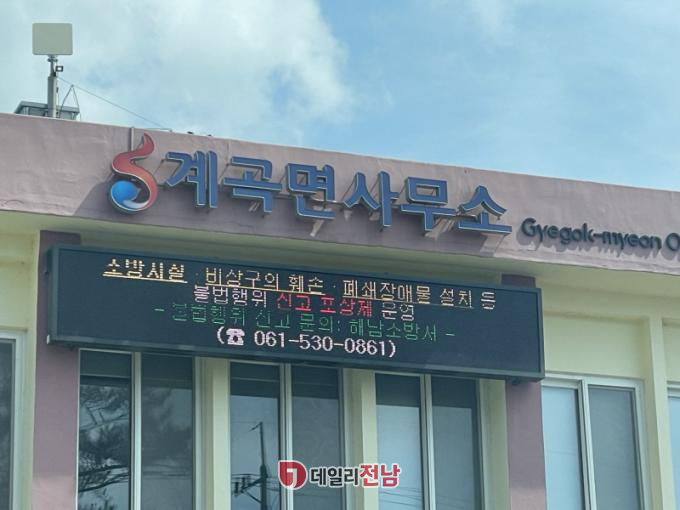 계곡면사무소
Gyegok-myeon O
소방시설 · 비상구의 훼손 · 폐쇄장애물 설치 등
불법행위 신고 포상제 운영
- 불법행위 신고 문의: 해남소방서 -
(☎ 061-530-0861)
데일리전남